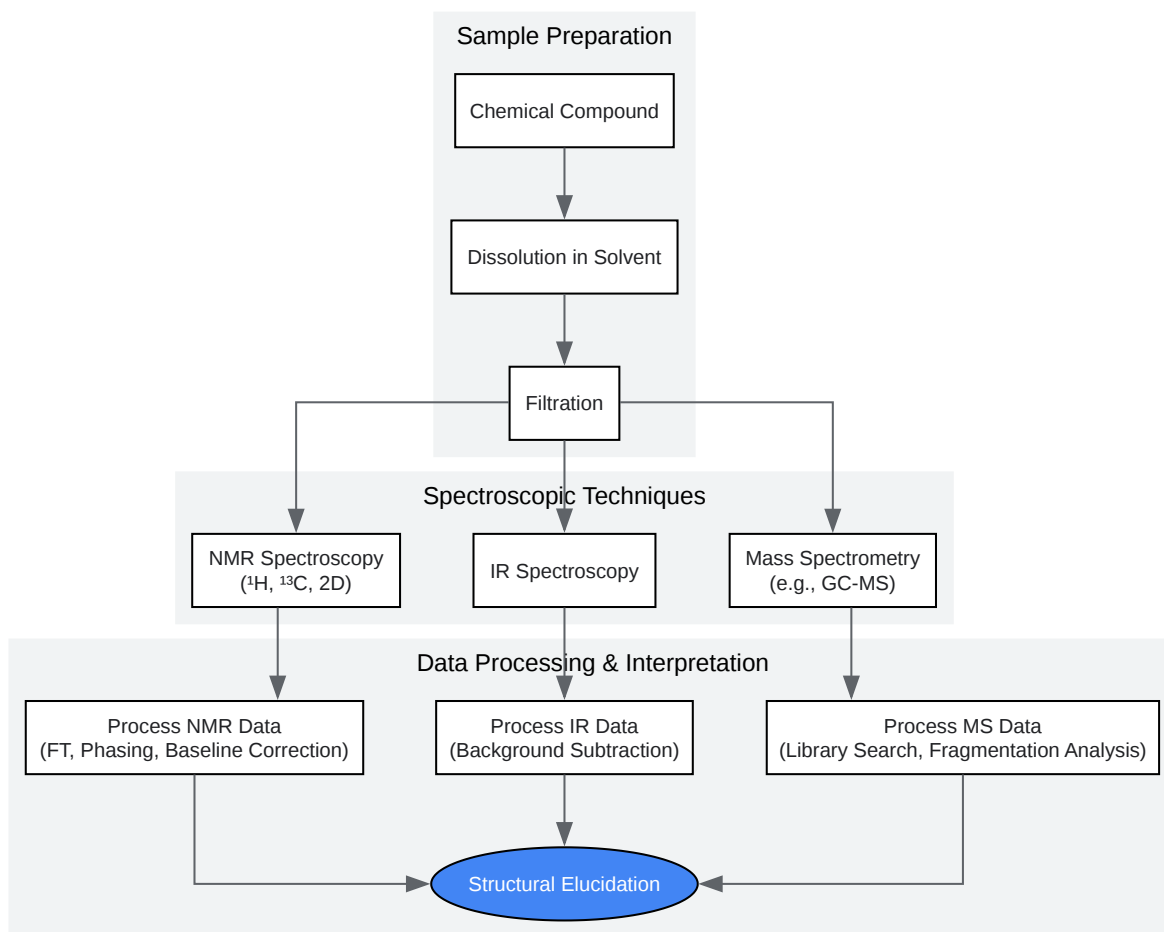 Sample Preparation
Chemical Compound
Dissolution in Solvent
Filtration
Spectroscopic Techniques
NMR Spectroscopy
(¹H, ¹³C, 2D)
IR Spectroscopy
Mass Spectrometry
(e.g., GC-MS)
Data Processing & Interpretation
Process NMR Data
(FT, Phasing, Baseline Correction)
Process IR Data
(Background Subtraction)
Process MS Data
(Library Search, Fragmentation Analysis)
Structural Elucidation